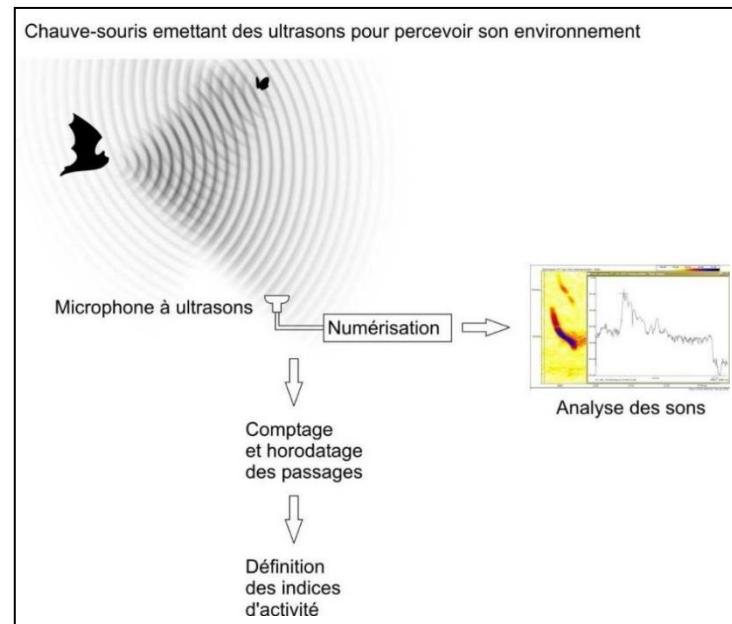 Chauve-souris emettant des ultrasons pour percevoir son environnement
Microphone à ultrasons
Numérisation
Analyse des sons
Comptage
et horodatage
des passages
Définition
des indices
d'activité